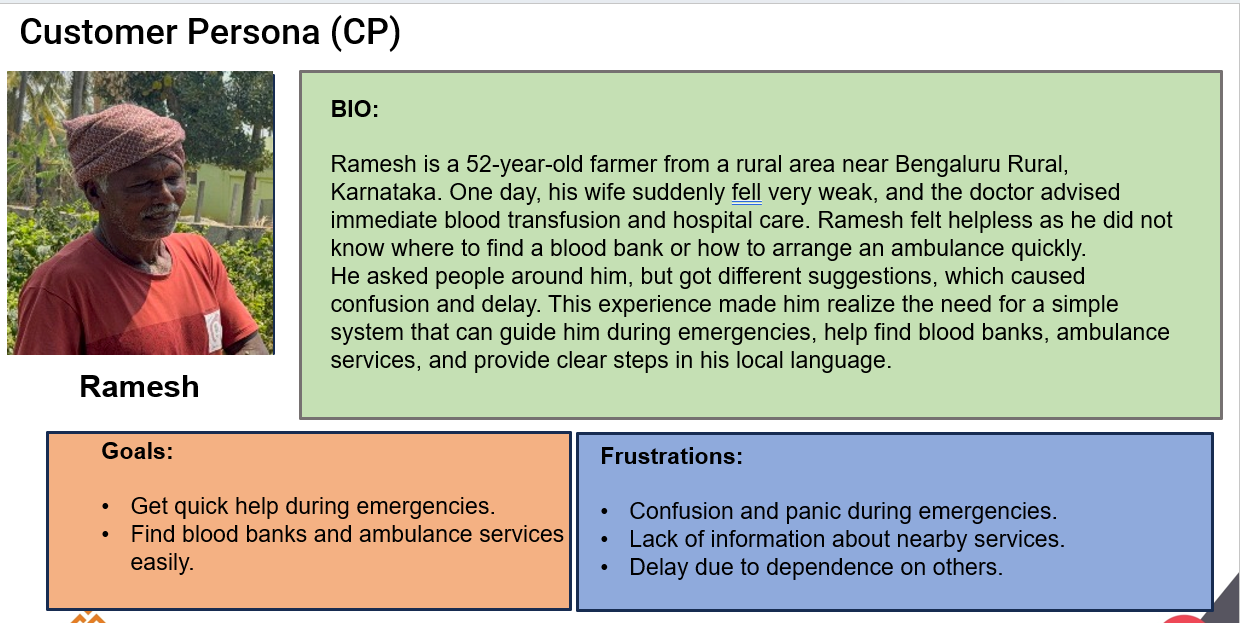 Customer Persona (CP)
BIO:
Ramesh is a 52-year-old farmer from a rural area near Bengaluru Rural,
Karnataka. One day, his wife suddenly fell very weak, and the doctor advised
immediate blood transfusion and hospital care. Ramesh felt helpless as he did not
know where to find a blood bank or how to arrange an ambulance quickly.
He asked people around him, but got different suggestions, which caused
confusion and delay. This experience made him realize the need for a simple
system that can guide him during emergencies, help find blood banks, ambulance
services, and provide clear steps in his local language.
Ramesh
Goals:
• Get quick help during emergencies.
• Find blood banks and ambulance services
easily.
Frustrations:
• Confusion and panic during emergencies.
• Lack of information about nearby services.
• Delay due to dependence on others.